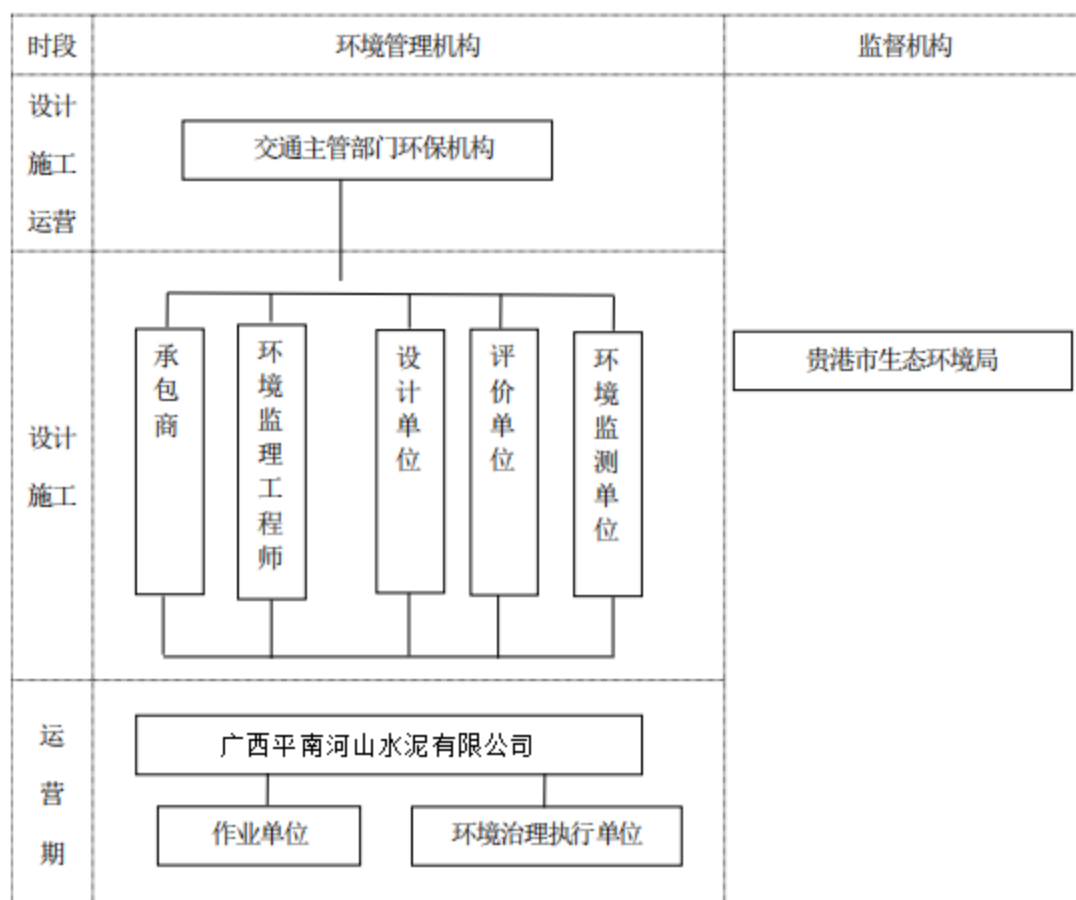 时段
环境管理机构
监督机构
设计
施工
运营
交通主管部门环保机构
设计
施工
承包商
环境监理工程师
设计单位
评价单位
环境监测单位
贵港市生态环境局
运
营
期
广西平南河山水泥有限公司
作业单位
环境治理执行单位